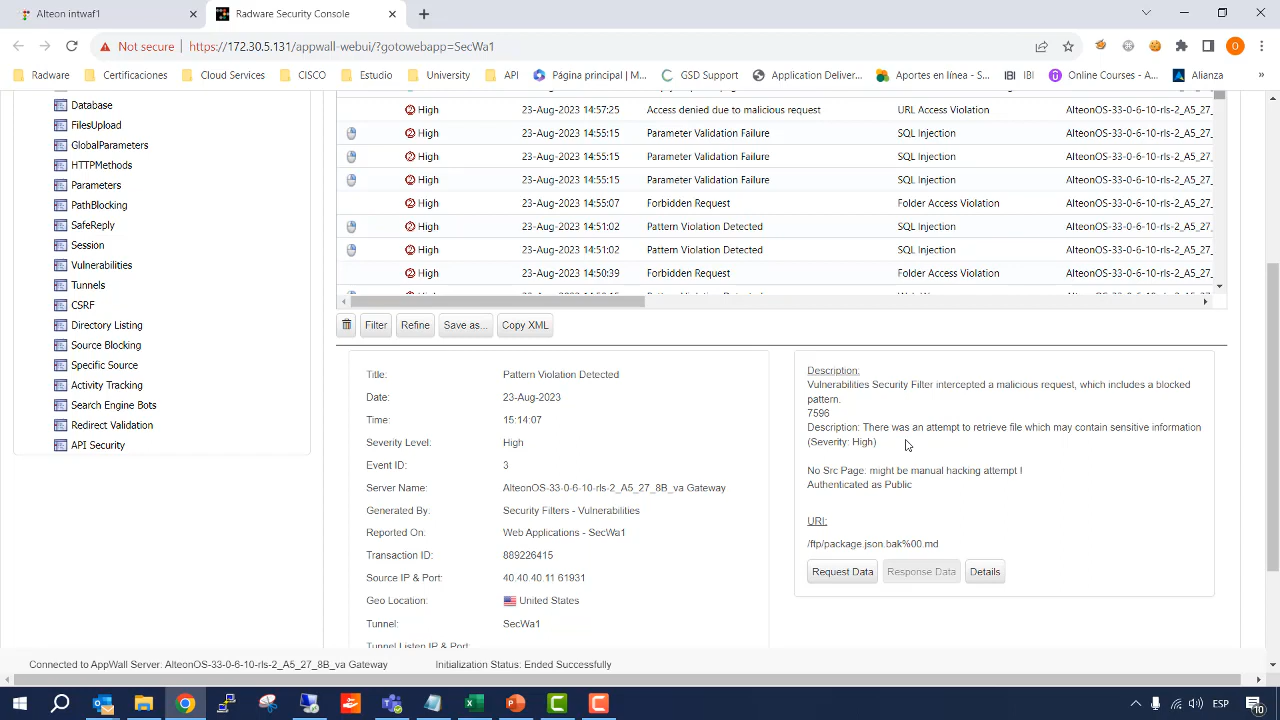 Alteon intwaf1
Radware Security Console
Not secure
https://172.30.5.131/appwall-webui/?gotowebapp=SecWa1
O
Radware
Certificaciones
Cloud Services
CISCO
Estudio
University
API
Página principal | M...
GSD Support
Application Deliver...
Aportes en línea - S...
IBI
IBI
Online Courses - A...
Alianza
»
Database
FilesUpload
GlobalParameters
HTTPMethods
Parameters
PathBlocking
SafeReply
Session
Vulnerabilities
Tunnels
CSRF
Directory Listing
Source Blocking
Specific Source
Activity Tracking
Search Engine Bots
Redirect Validation
API Security
High 23-Aug-2023 14:57:25 Access denied due to malicious request URL Access Violation AlteonOS-33-0-6-10-rls-2_A5_27_
High 23-Aug-2023 14:55:15 Parameter Validation Failure SQL Injection AlteonOS-33-0-6-10-rls-2_A5_27_
High 23-Aug-2023 14:55:15 Parameter Validation Failure SQL Injection AlteonOS-33-0-6-10-rls-2_A5_27_
High 23-Aug-2023 14:55:15 Parameter Validation Failure SQL Injection AlteonOS-33-0-6-10-rls-2_A5_27_
High 23-Aug-2023 14:55:07 Forbidden Request Folder Access Violation AlteonOS-33-0-6-10-rls-2_A5_27_
High 23-Aug-2023 14:51:02 Pattern Violation Detected SQL Injection AlteonOS-33-0-6-10-rls-2_A5_27_
High 23-Aug-2023 14:51:02 Pattern Violation Detected SQL Injection AlteonOS-33-0-6-10-rls-2_A5_27_
High 23-Aug-2023 14:50:39 Forbidden Request Folder Access Violation AlteonOS-33-0-6-10-rls-2_A5_27_
Filter
Refine
Save as...
Copy XML
Title: Pattern Violation Detected
Date: 23-Aug-2023
Time: 15:14:07
Severity Level: High
Event ID: 3
Server Name: AlteonOS-33-0-6-10-rls-2_A5_27_8B_va Gateway
Generated By: Security Filters - Vulnerabilities
Reported On: Web Applications - SecWa1
Transaction ID: 889226415
Source IP & Port: 40.40.40.11 61931
Geo Location: United States
Tunnel: SecWa1
Tunnel Listen IP & Port:
Description:
Vulnerabilities Security Filter intercepted a malicious request, which includes a blocked
pattern.
7596
Description: There was an attempt to retrieve file which may contain sensitive information
(Severity: High)
No Src Page: might be manual hacking attempt !
Authenticated as Public
URI:
/ftp/package.json.bak%00.md
Request Data
Response Data
Details
Connected to AppWall Server: AlteonOS-33-0-6-10-rls-2_A5_27_8B_va Gateway
Initialization Status: Ended Successfully
ESP
10